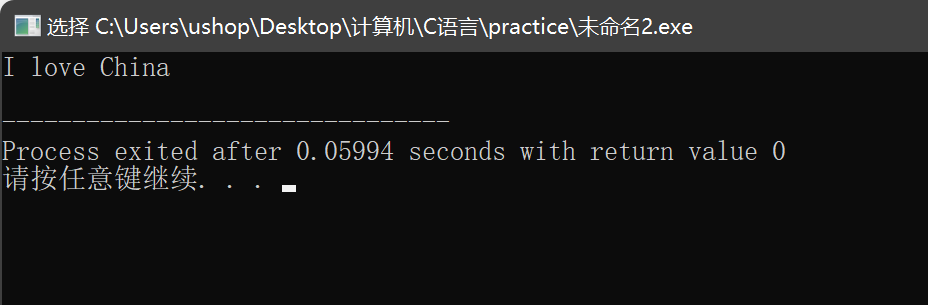 选择 C:\Users\ushop\Desktop\计算机\C语言\practice\未命名2.exe
I love China
--------------------------------
Process exited after 0.05994 seconds with return value 0
请按任意键继续. . .